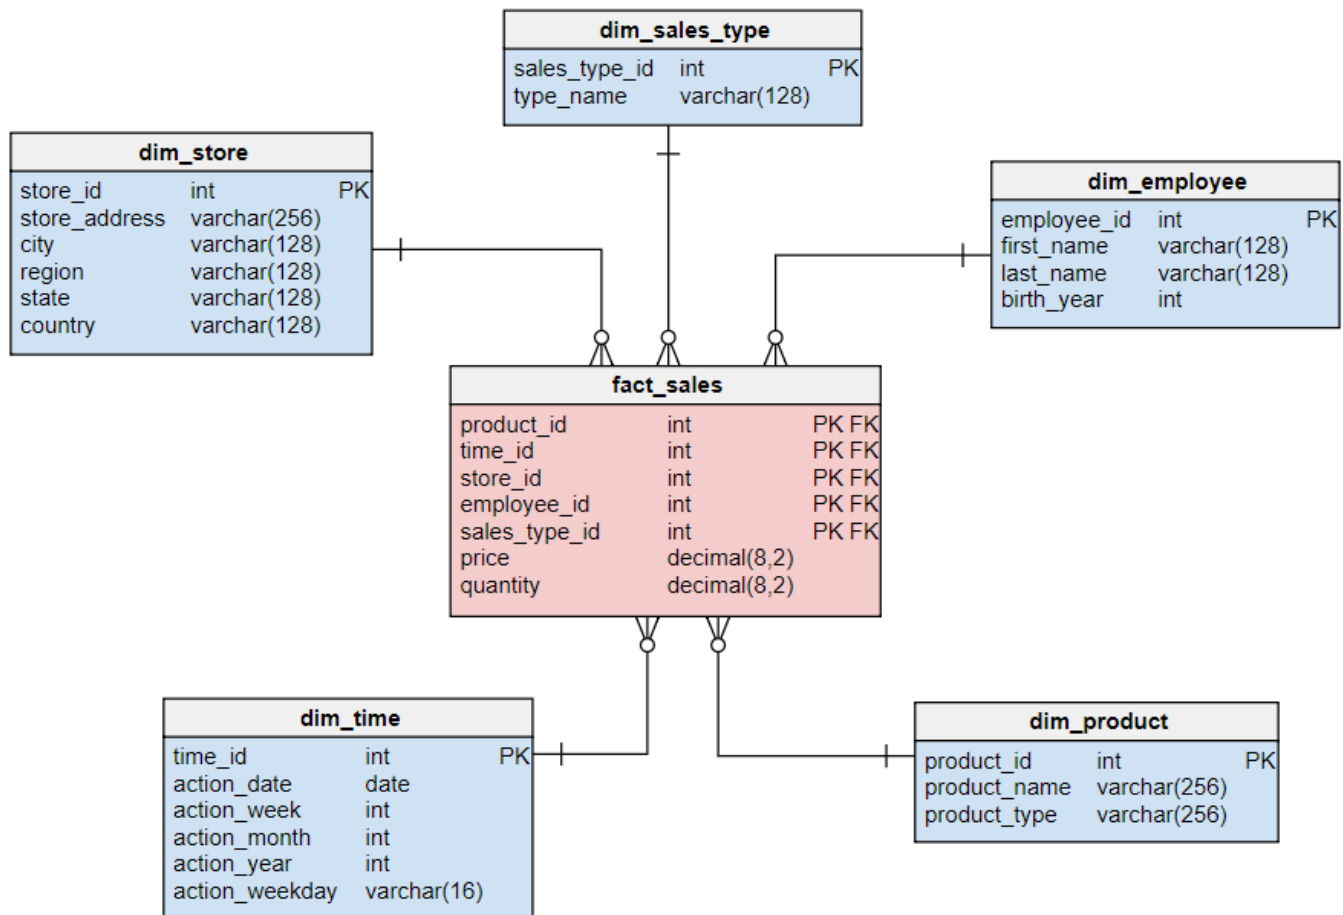 dim_sales_type
sales_type_id int PK
type_name varchar(128)
dim_store
store_id int PK
store_address varchar(256)
city varchar(128)
region varchar(128)
state varchar(128)
country varchar(128)
dim_employee
employee_id int PK
first_name varchar(128)
last_name varchar(128)
birth_year int
fact_sales
product_id int PK FK
time_id int PK FK
store_id int PK FK
employee_id int PK FK
sales_type_id int PK FK
price decimal(8,2)
quantity decimal(8,2)
dim_time
time_id int PK
action_date date
action_week int
action_month int
action_year int
action_weekday varchar(16)
dim_product
product_id int PK
product_name varchar(256)
product_type varchar(256)